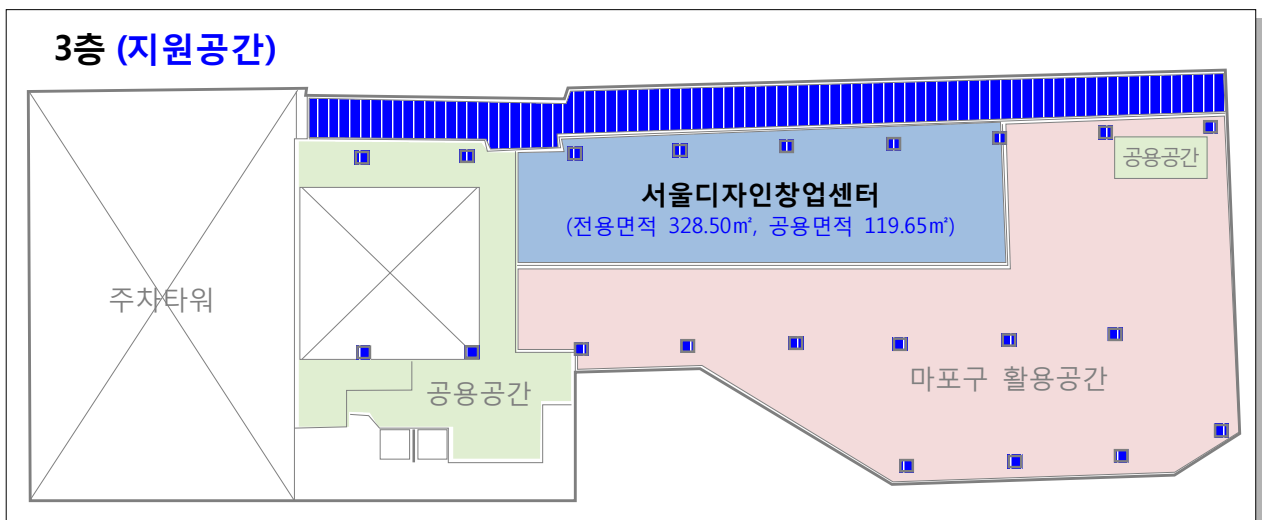 3층 (지원공간)
공용공간
서울디자인창업센터
(전용면적 328.50㎡, 공용면적 119.65㎡)
주차타워
마포구 활용공간
공용공간